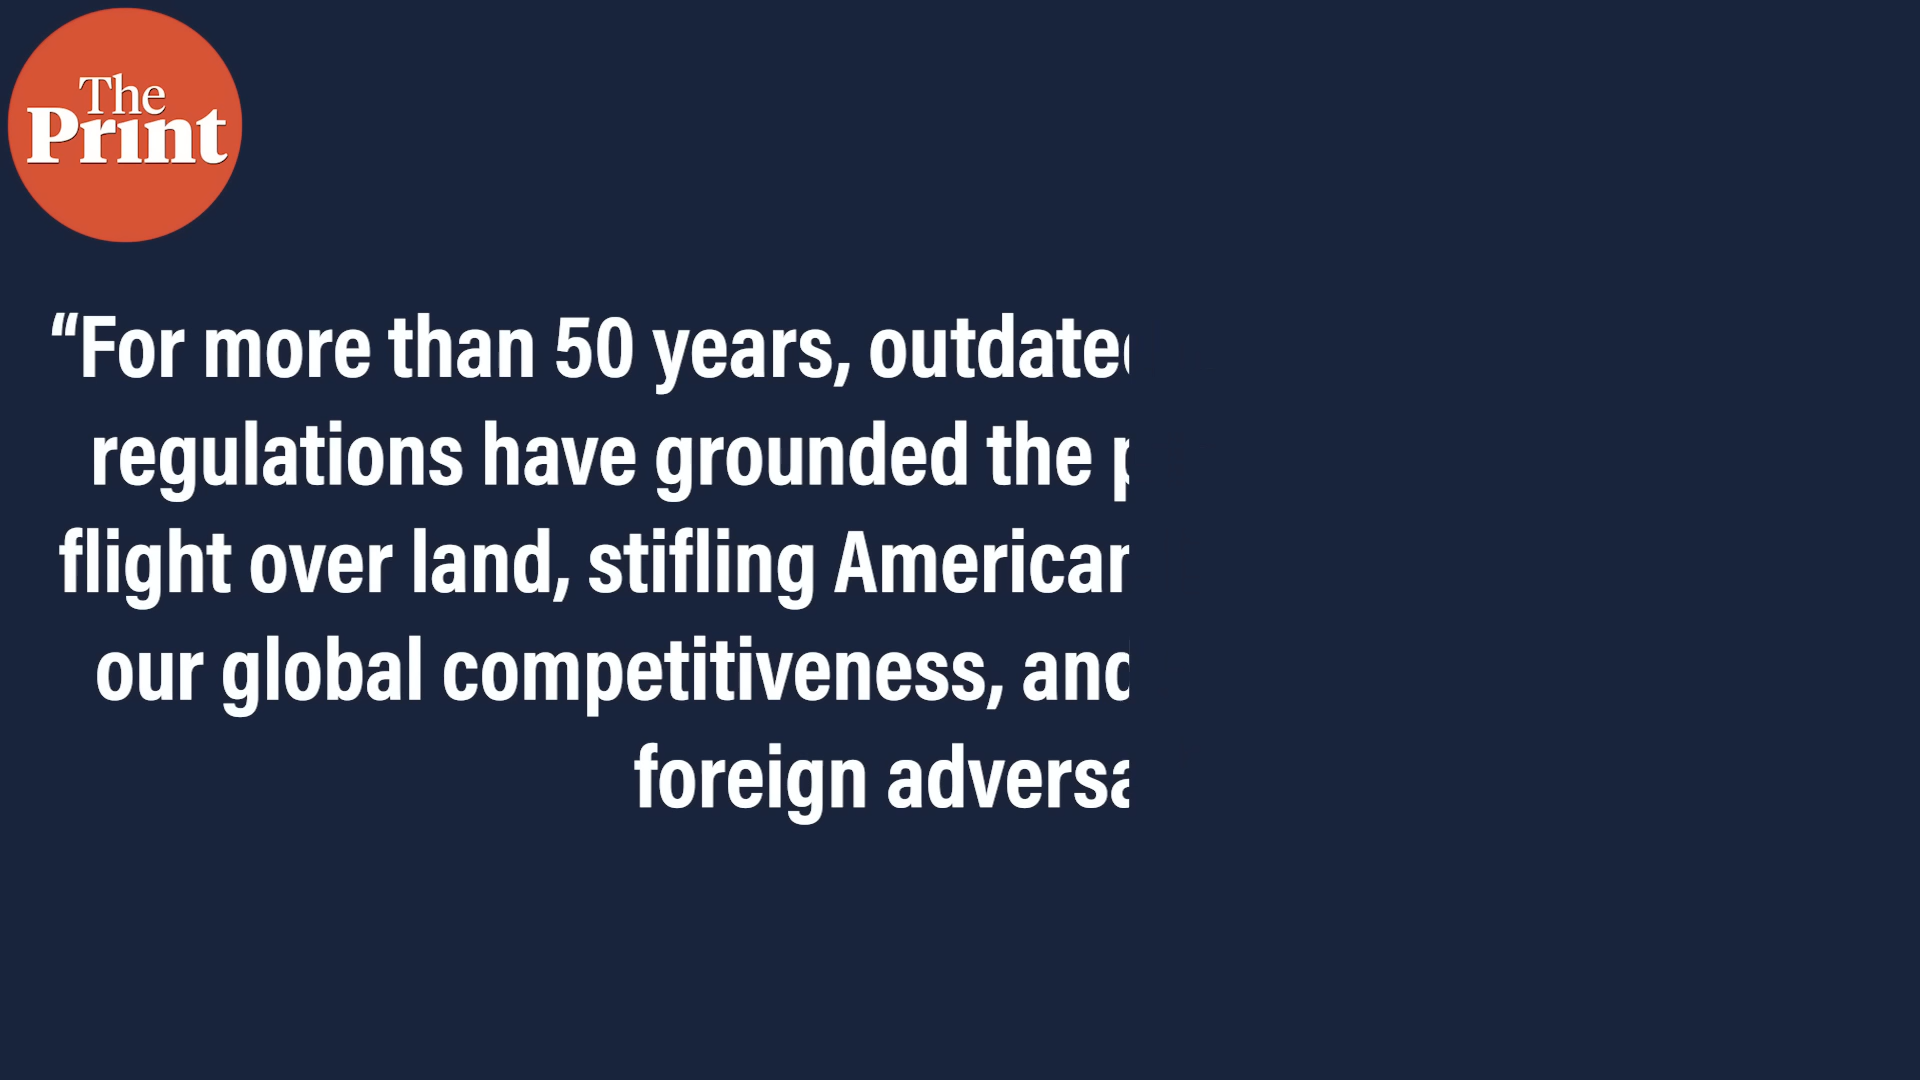 The
Print
“For more than 50 years, outdated
regulations have grounded the
flight over land, stifling American
our global competitiveness, and
foreign